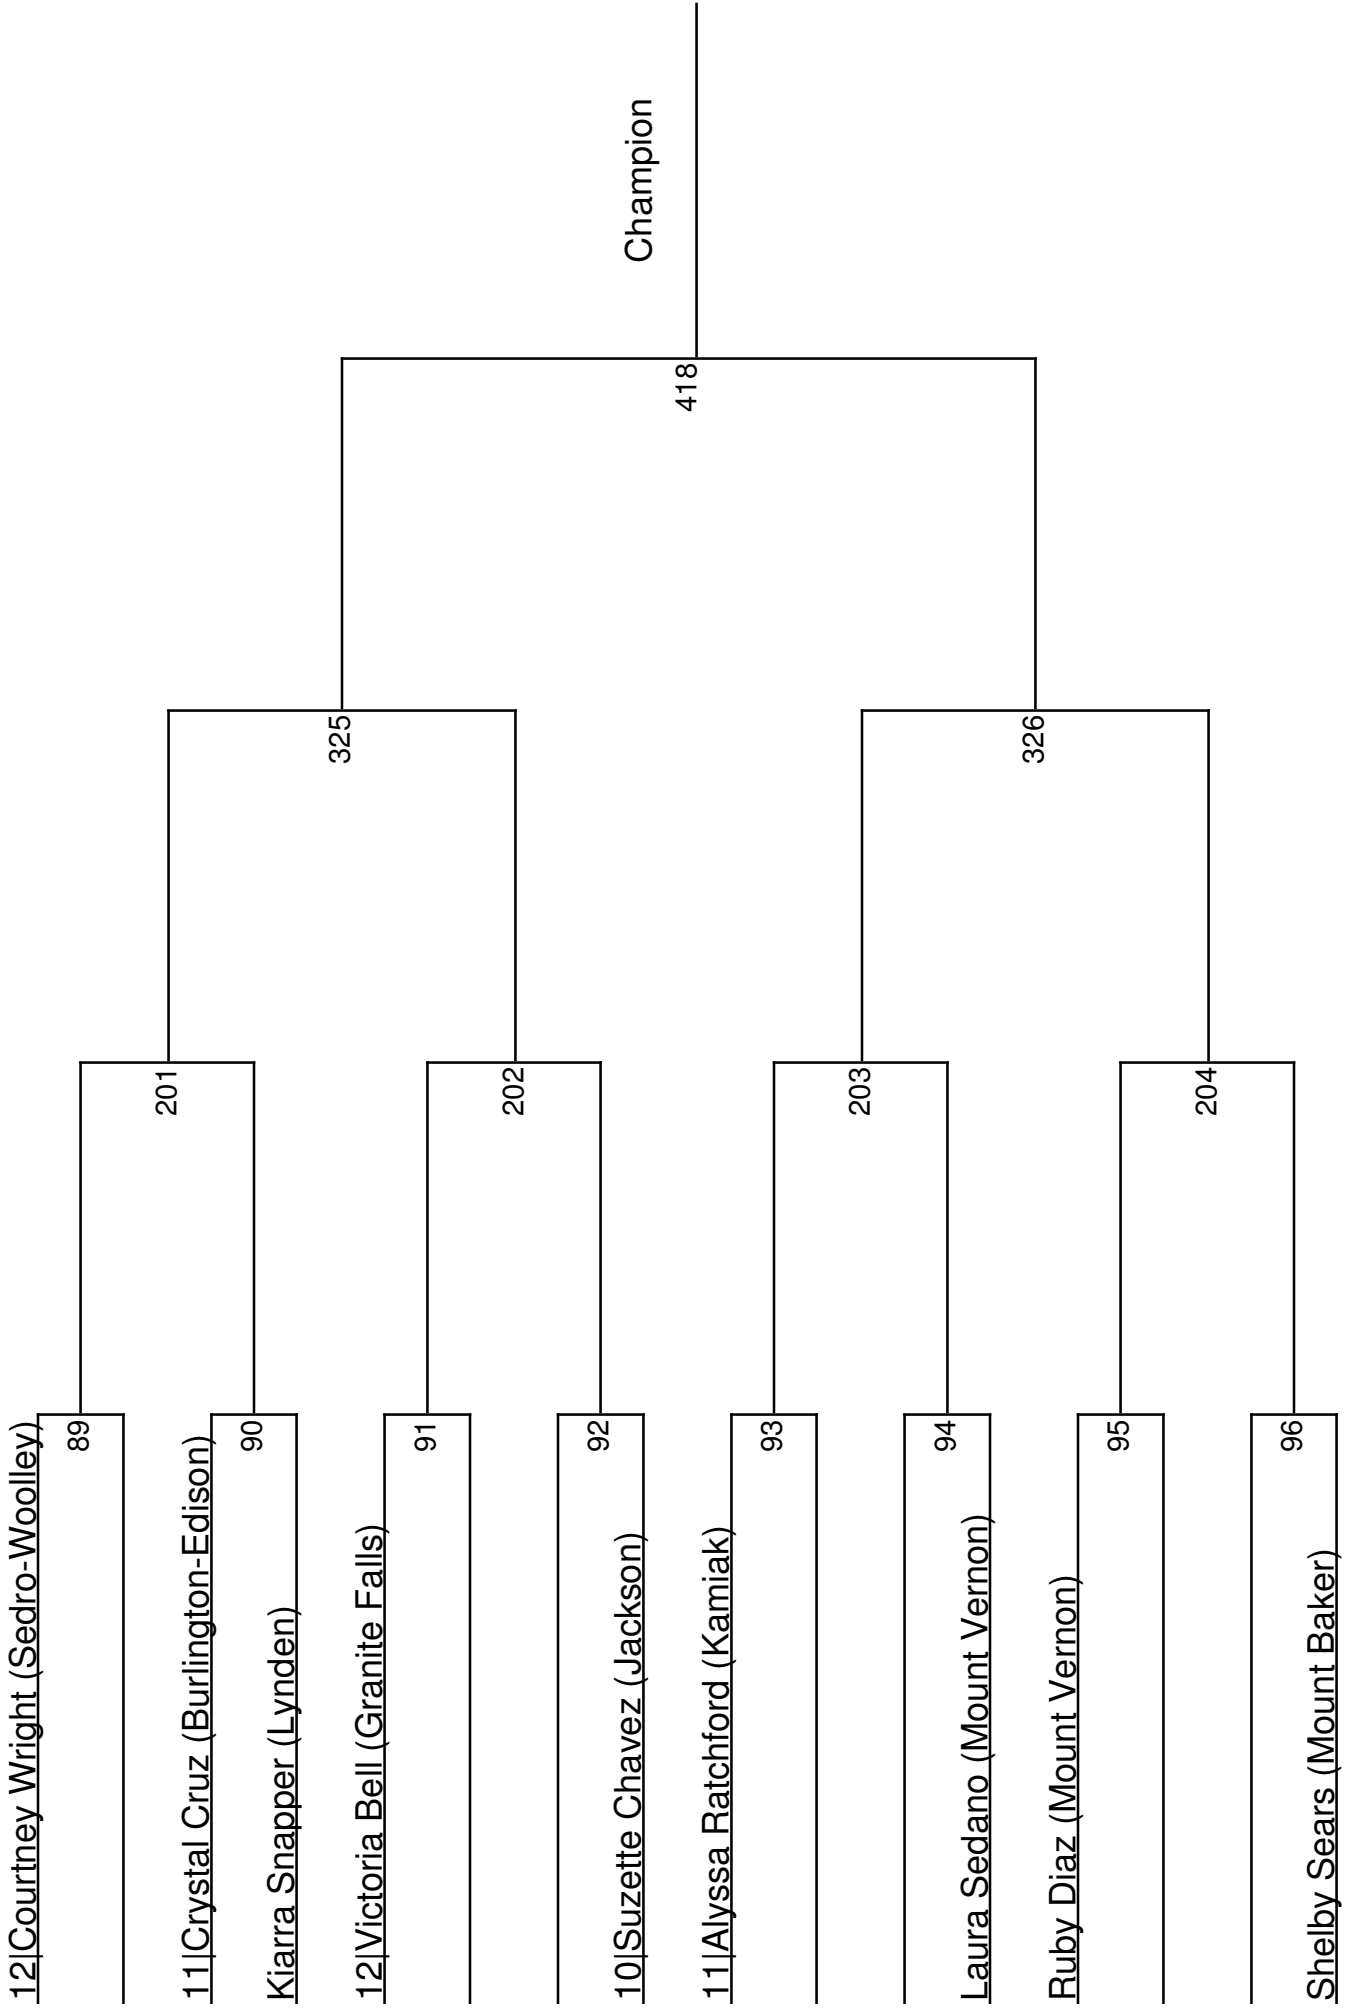 12|Courtney Wright (Sedro-Woolley)
89
201
11|Crystal Cruz (Burlington-Edison)
90
Kiarra Snapper (Lynden)
325
12|Victoria Bell (Granite Falls)
91
202
92
10|Suzette Chavez (Jackson)
Champion
418
11|Alyssa Ratchford (Kamiak)
93
203
94
Laura Sedano (Mount Vernon)
326
Ruby Diaz (Mount Vernon)
95
204
96
Shelby Sears (Mount Baker)